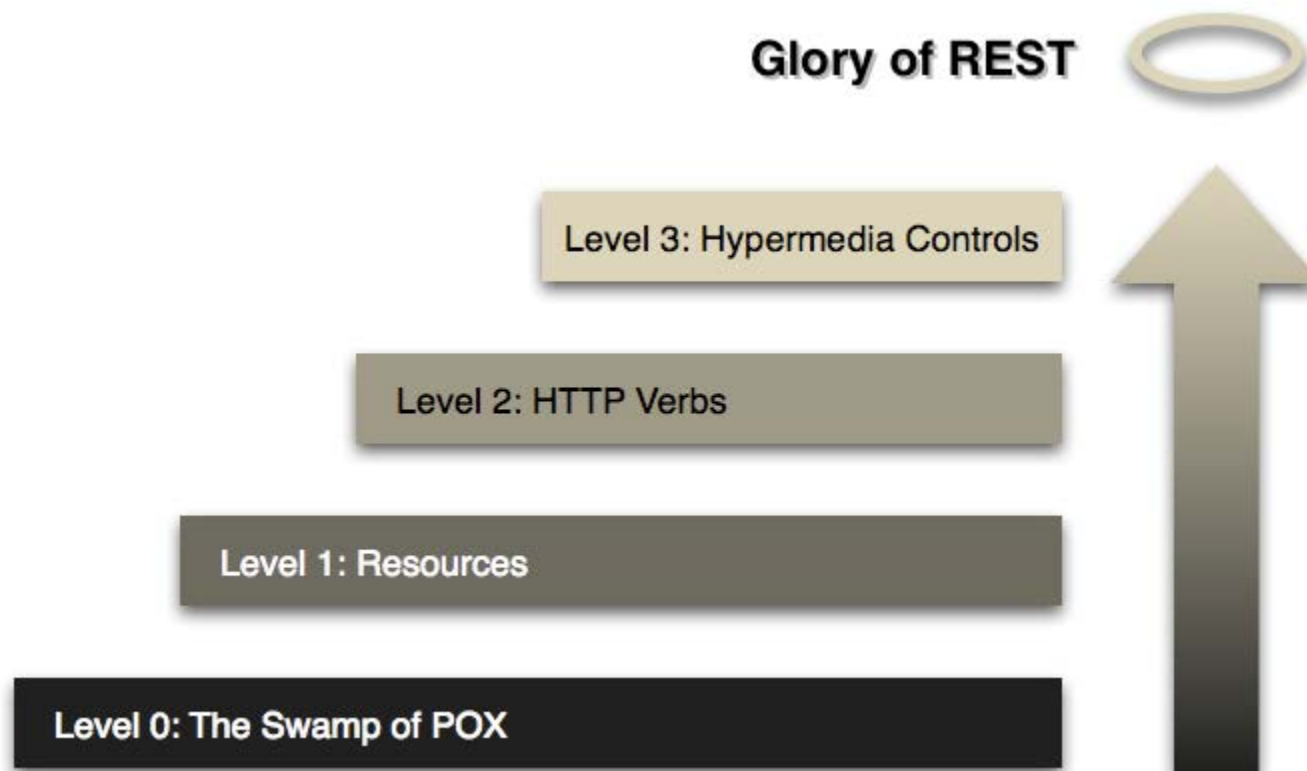 Glory of REST
Level 3: Hypermedia Controls
Level 2: HTTP Verbs
Level 1: Resources
Level 0: The Swamp of POX